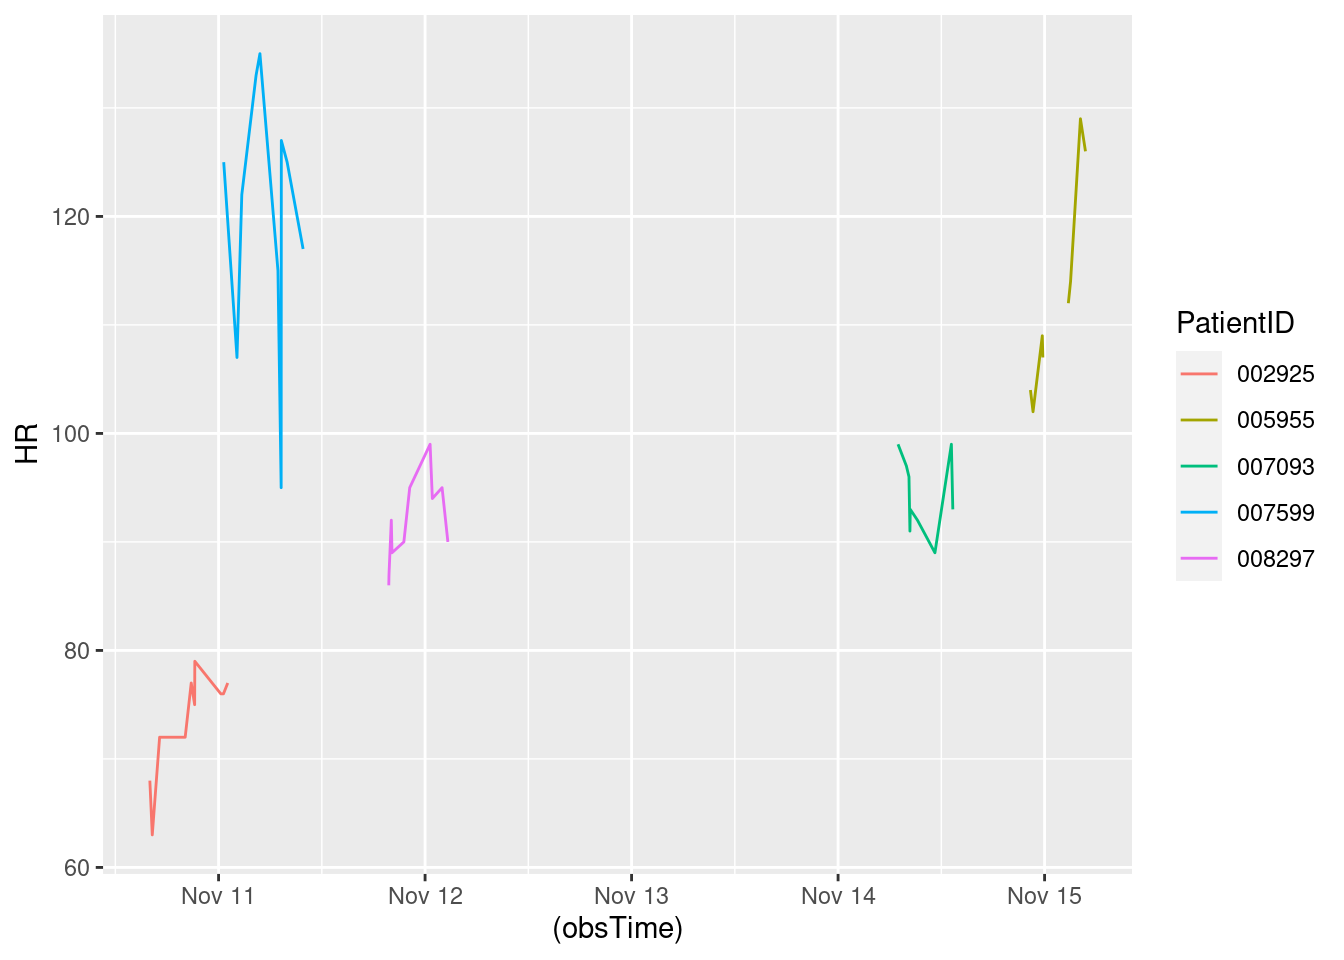 120
100
80
60
HR
Nov 11
Nov 12
Nov 13
Nov 14
Nov 15
(obsTime)
PatientID
002925
005955
007093
007599
008297